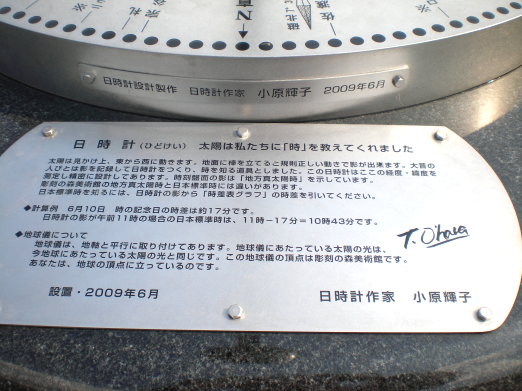 N真
磁北7°
佐渡
礼
日時計設計製作　日時計作家　小原輝子　2009年6月
日 時 計 (ひどけい)　太陽は私たちに「時」を教えてくれました
太陽は見かけ上、東から西に動きます。地面に棒を立てると規則正しい動きで影が出来ます。大昔の
人びとは影を記録して日時計をつくり、時を知る道具としました。この日時計はここの経度・緯度を
測定し精密に設計してあります。時刻盤面の影は「地方真太陽時」を示しています。
彫刻の森美術館の地方真太陽時と日本標準時には違いがあります。
日本標準時を知るには、日時計の影から「時差表グラフ」の時差を引いてください。
◆計算例　6月10日　時の記念日の時差は約17分です。
日時計の影が午前11時の場合の日本標準時は、11時−17分＝10時43分です。
◆地球儀について
地球儀は、地軸と平行に取り付けてあります。地球儀にあたっている太陽の光は、
今地球にあたっている太陽の光と同じです。この地球儀の頂点は彫刻の森美術館です。
あなたは、地球の頂点に立っているのです。
T. Ohara
設置・2009年6月　日時計作家　小原輝子